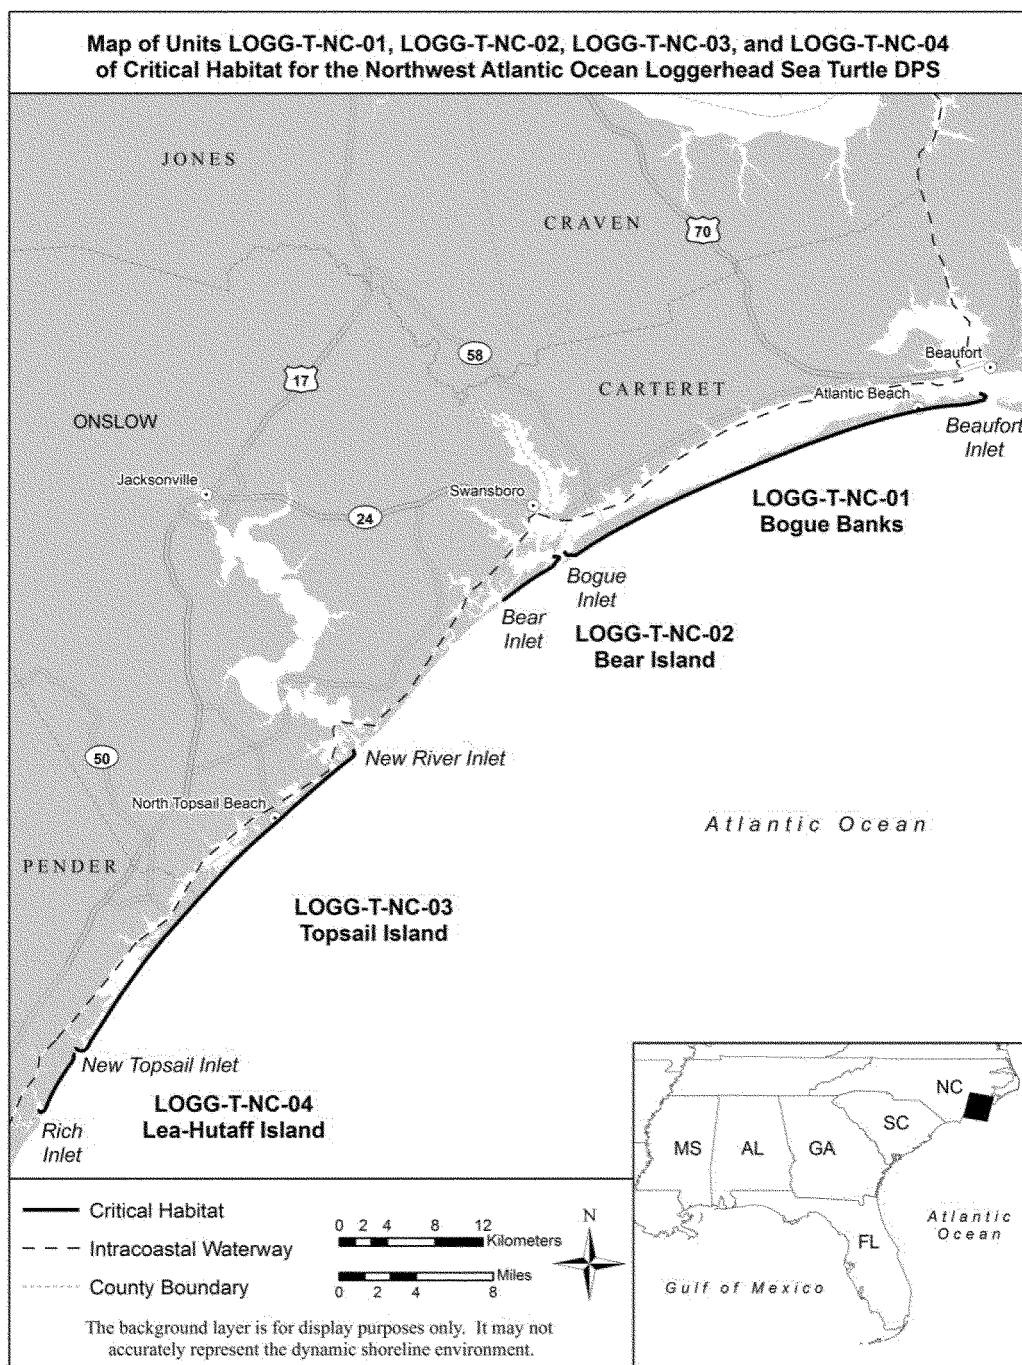 Map of Units LOGG-T-NC-01, LOGG-T-NC-02, LOGG-T-NC-03, and LOGG-T-NC-04
of Critical Habitat for the Northwest Atlantic Ocean Loggerhead Sea Turtle DPS
JONES
CRAVEN
70
58
17
Beaufort
CARTERET
Atlantic Beach
ONSLOW
Beaufort
Inlet
Jacksonville
Swansboro
24
LOGG-T-NC-01
Bogue Banks
Bogue
Inlet
Bear
Inlet
LOGG-T-NC-02
Bear Island
50
New River Inlet
North Topsail Beach
Atlantic Ocean
PENDER
LOGG-T-NC-03
Topsail Island
New Topsail Inlet
LOGG-T-NC-04
Lea-Hutaff Island
Rich
Inlet
NC
SC
MS
AL
GA
FL
Atlantic
Ocean
Gulf of Mexico
Critical Habitat
Intracoastal Waterway
County Boundary
0 2 4 8 12
Kilometers
Miles
0 2 4 8
N
The background layer is for display purposes only. It may not
accurately represent the dynamic shoreline environment.